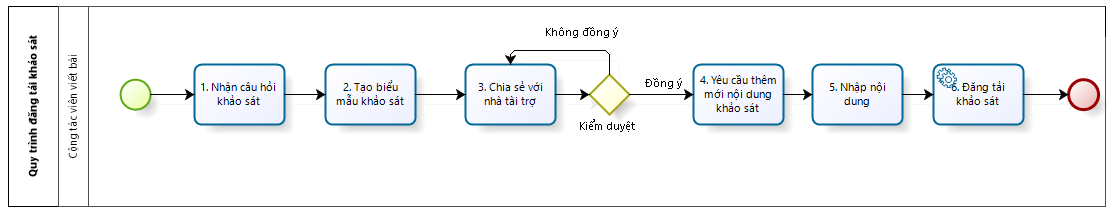 Quy trình đăng tải khảo sát
Cộng tác viên viết bài
1. Nhận câu hỏi
khảo sát
2. Tạo biểu
mẫu khảo sát
3. Chia sẻ với
nhà tài trợ
Không đồng ý
Kiểm duyệt
Đồng ý
4. Yêu cầu thêm
mới nội dung
khảo sát
5. Nhập nội
dung
6. Đăng tải
khảo sát